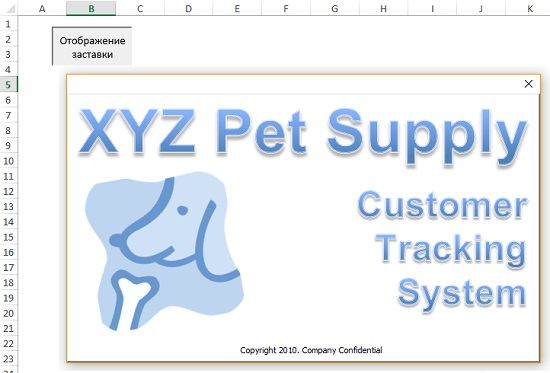 A B C D E F G H I J K
1
2
3
4
5
6
7
8
9
10
11
12
13
14
15
16
17
18
19
20
21
22
23
Отображение
заставки
XYZ Pet Supply
Customer
Tracking
System
Copyright 2010. Company Confidential